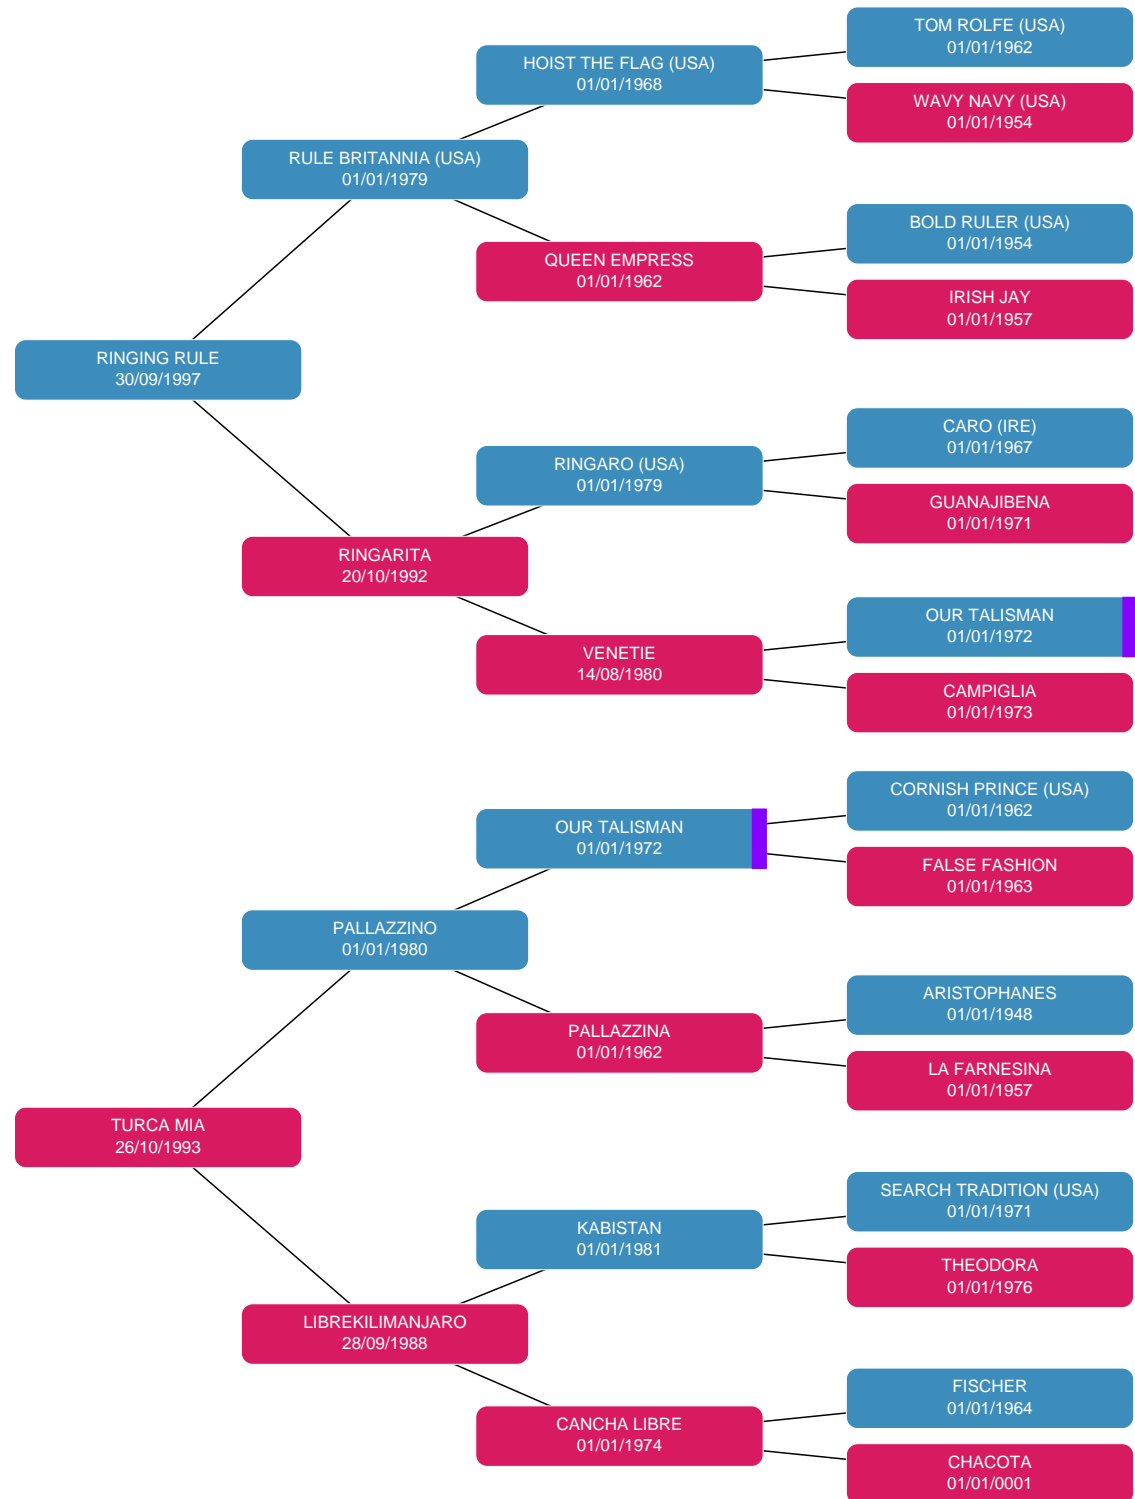 TOM ROLFE (USA)
01/01/1962
HOIST THE FLAG (USA)
01/01/1968
WAVY NAVY (USA)
01/01/1954
RULE BRITANNIA (USA)
01/01/1979
BOLD RULER (USA)
01/01/1954
QUEEN EMPRESS
01/01/1962
IRISH JAY
01/01/1957
RINGING RULE
30/09/1997
CARO (IRE)
01/01/1967
RINGARO (USA)
01/01/1979
GUANAJIBENA
01/01/1971
RINGARITA
20/10/1992
OUR TALISMAN
01/01/1972
VENETIE
14/08/1980
CAMPIGLIA
01/01/1973
CORNISH PRINCE (USA)
01/01/1962
OUR TALISMAN
01/01/1972
FALSE FASHION
01/01/1963
PALLAZZINO
01/01/1980
ARISTOPHANES
01/01/1948
PALLAZZINA
01/01/1962
LA FARNESINA
01/01/1957
TURCA MIA
26/10/1993
SEARCH TRADITION (USA)
01/01/1971
KABISTAN
01/01/1981
THEODORA
01/01/1976
LIBREKILIMANJARO
28/09/1988
FISCHER
01/01/1964
CANCHA LIBRE
01/01/1974
CHACOTA
01/01/0001